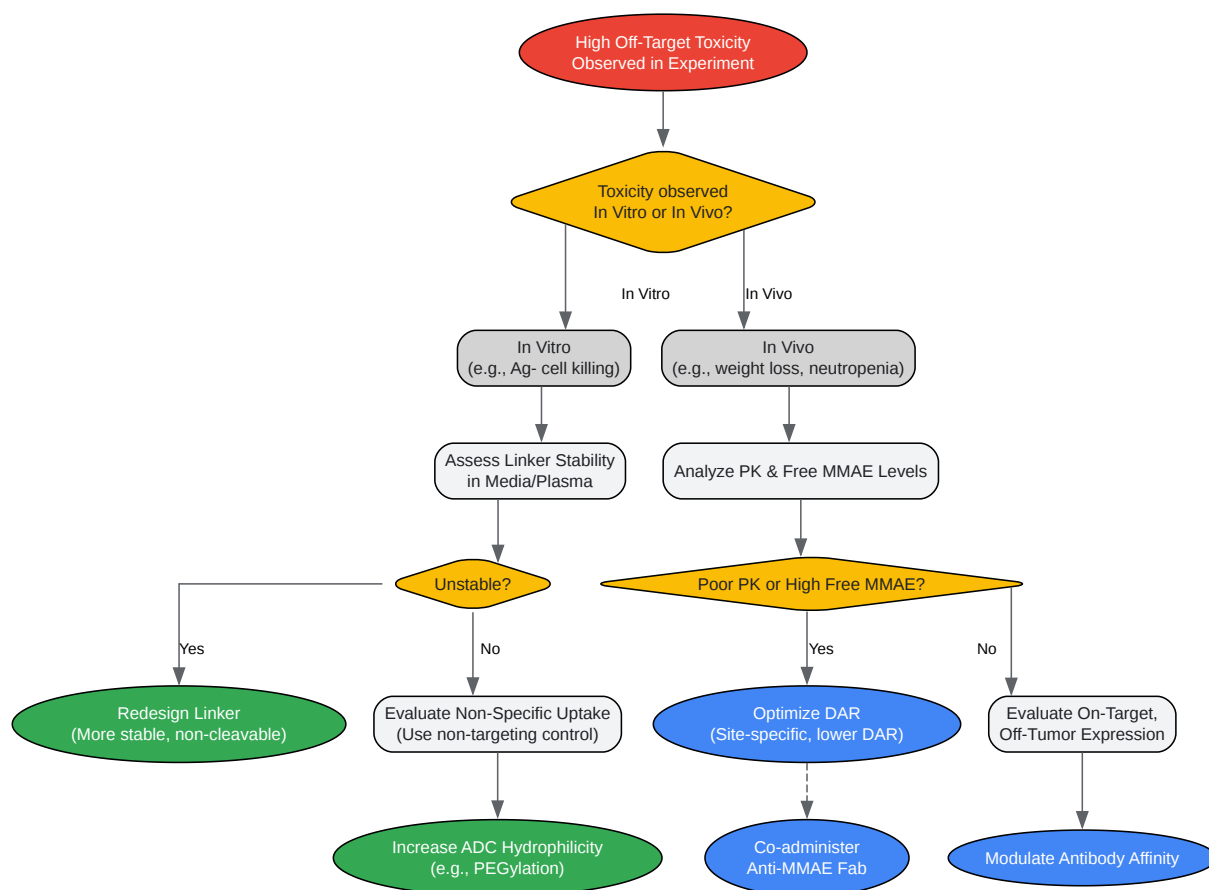 High Off-Target Toxicity
Observed in Experiment
Toxicity observed
In Vitro or In Vivo?
In Vitro
In Vivo
In Vitro
(e.g., Ag- cell killing)
In Vivo
(e.g., weight loss, neutropenia)
Assess Linker Stability
in Media/Plasma
Analyze PK & Free MMAE Levels
Unstable?
Poor PK or High Free MMAE?
Yes
No
Yes
No
Redesign Linker
(More stable, non-cleavable)
Evaluate Non-Specific Uptake
(Use non-targeting control)
Optimize DAR
(Site-specific, lower DAR)
Evaluate On-Target,
Off-Tumor Expression
Increase ADC Hydrophilicity
(e.g., PEGylation)
Co-administer
Anti-MMAE Fab
Modulate Antibody Affinity